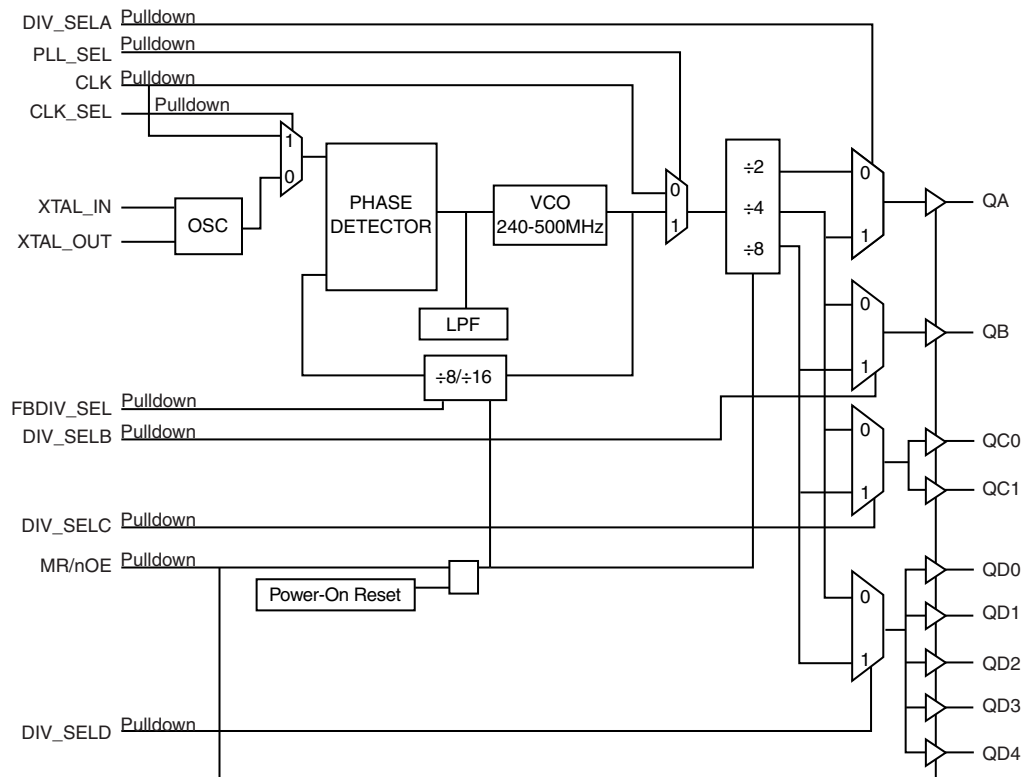 DIV_SELA Pulldown
PLL_SEL Pulldown
CLK Pulldown
CLK_SEL Pulldown
1
0
XTAL_IN
XTAL_OUT
OSC
PHASE
DETECTOR
VCO
240-500MHz
LPF
÷8/÷16
0
1
÷2
÷4
÷8
0
1
QA
0
1
QB
FBDIV_SEL Pulldown
DIV_SELB Pulldown
0
1
QC0
QC1
DIV_SELC Pulldown
MR/nOE Pulldown
Power-On Reset
0
1
QD0
QD1
QD2
QD3
QD4
DIV_SELD Pulldown